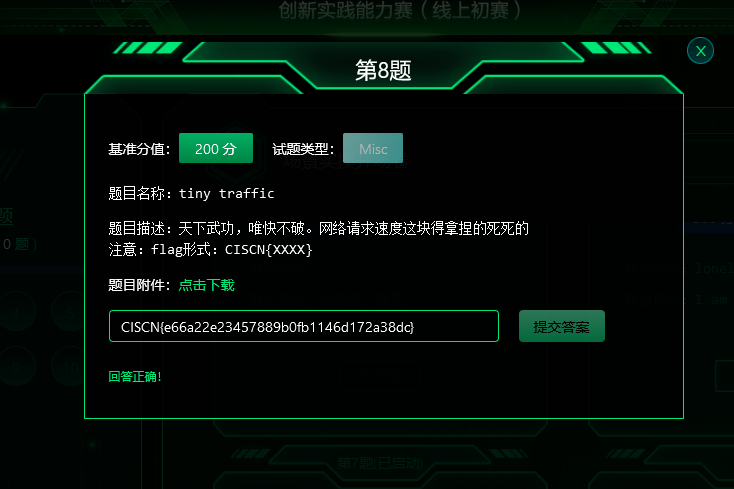 创新实践能力赛（线上初赛）
X
第8题
基准分值：200 分 试题类型：Misc
题目名称：tiny traffic
题目描述：天下武功，唯快不破。网络请求速度这块得拿捏的死死的
注意：flag形式：CISCN{XXXX}
题目附件：点击下载
CISCN{e66a22e23457889b0fb1146d172a38dc} 提交答案
回答正确！
第7题(已启动)